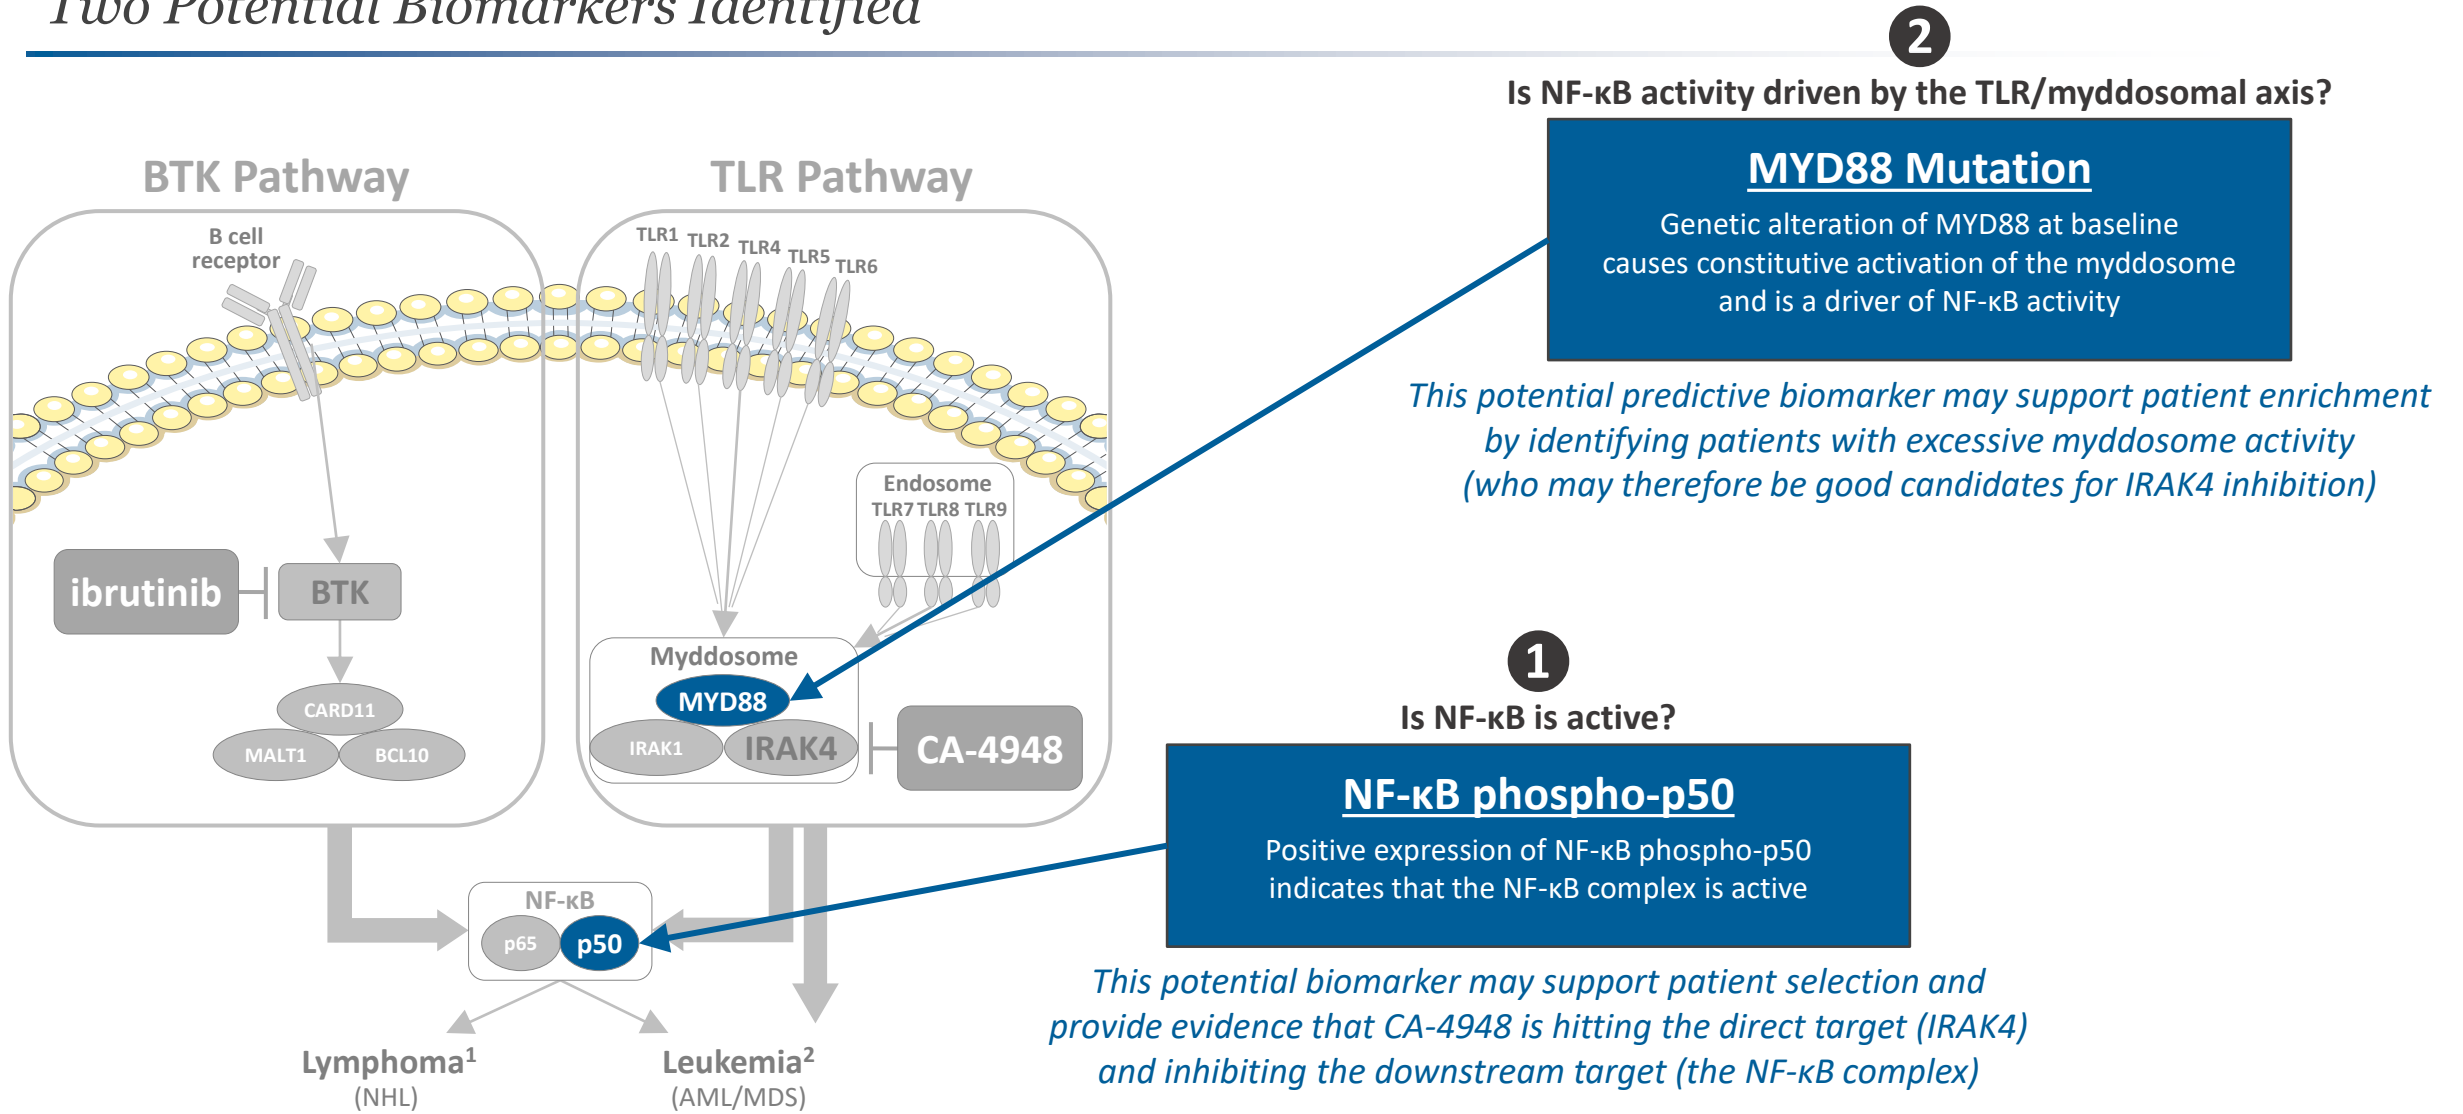 Two Potential Biomarkers Identified
2
Is NF-κB activity driven by the TLR/myddosomal axis?
MYD88 Mutation
Genetic alteration of MYD88 at baseline
causes constitutive activation of the myddosome
and is a driver of NF-κB activity
This potential predictive biomarker may support patient enrichment
by identifying patients with excessive myddosome activity
(who may therefore be good candidates for IRAK4 inhibition)
BTK Pathway
B cell
receptor
ibrutinib
BTK
CARD11
MALT1
BCL10
TLR Pathway
TLR1
TLR2
TLR4
TLR5
TLR6
Endosome
TLR7 TLR8 TLR9
Myddosome
MYD88
IRAK1
IRAK4
CA-4948
1
Is NF-κB is active?
NF-κB phospho-p50
Positive expression of NF-κB phospho-p50
indicates that the NF-κB complex is active
This potential biomarker may support patient selection and
provide evidence that CA-4948 is hitting the direct target (IRAK4)
and inhibiting the downstream target (the NF-κB complex)
NF-κB
p65
p50
Lymphoma¹
(NHL)
Leukemia²
(AML/MDS)